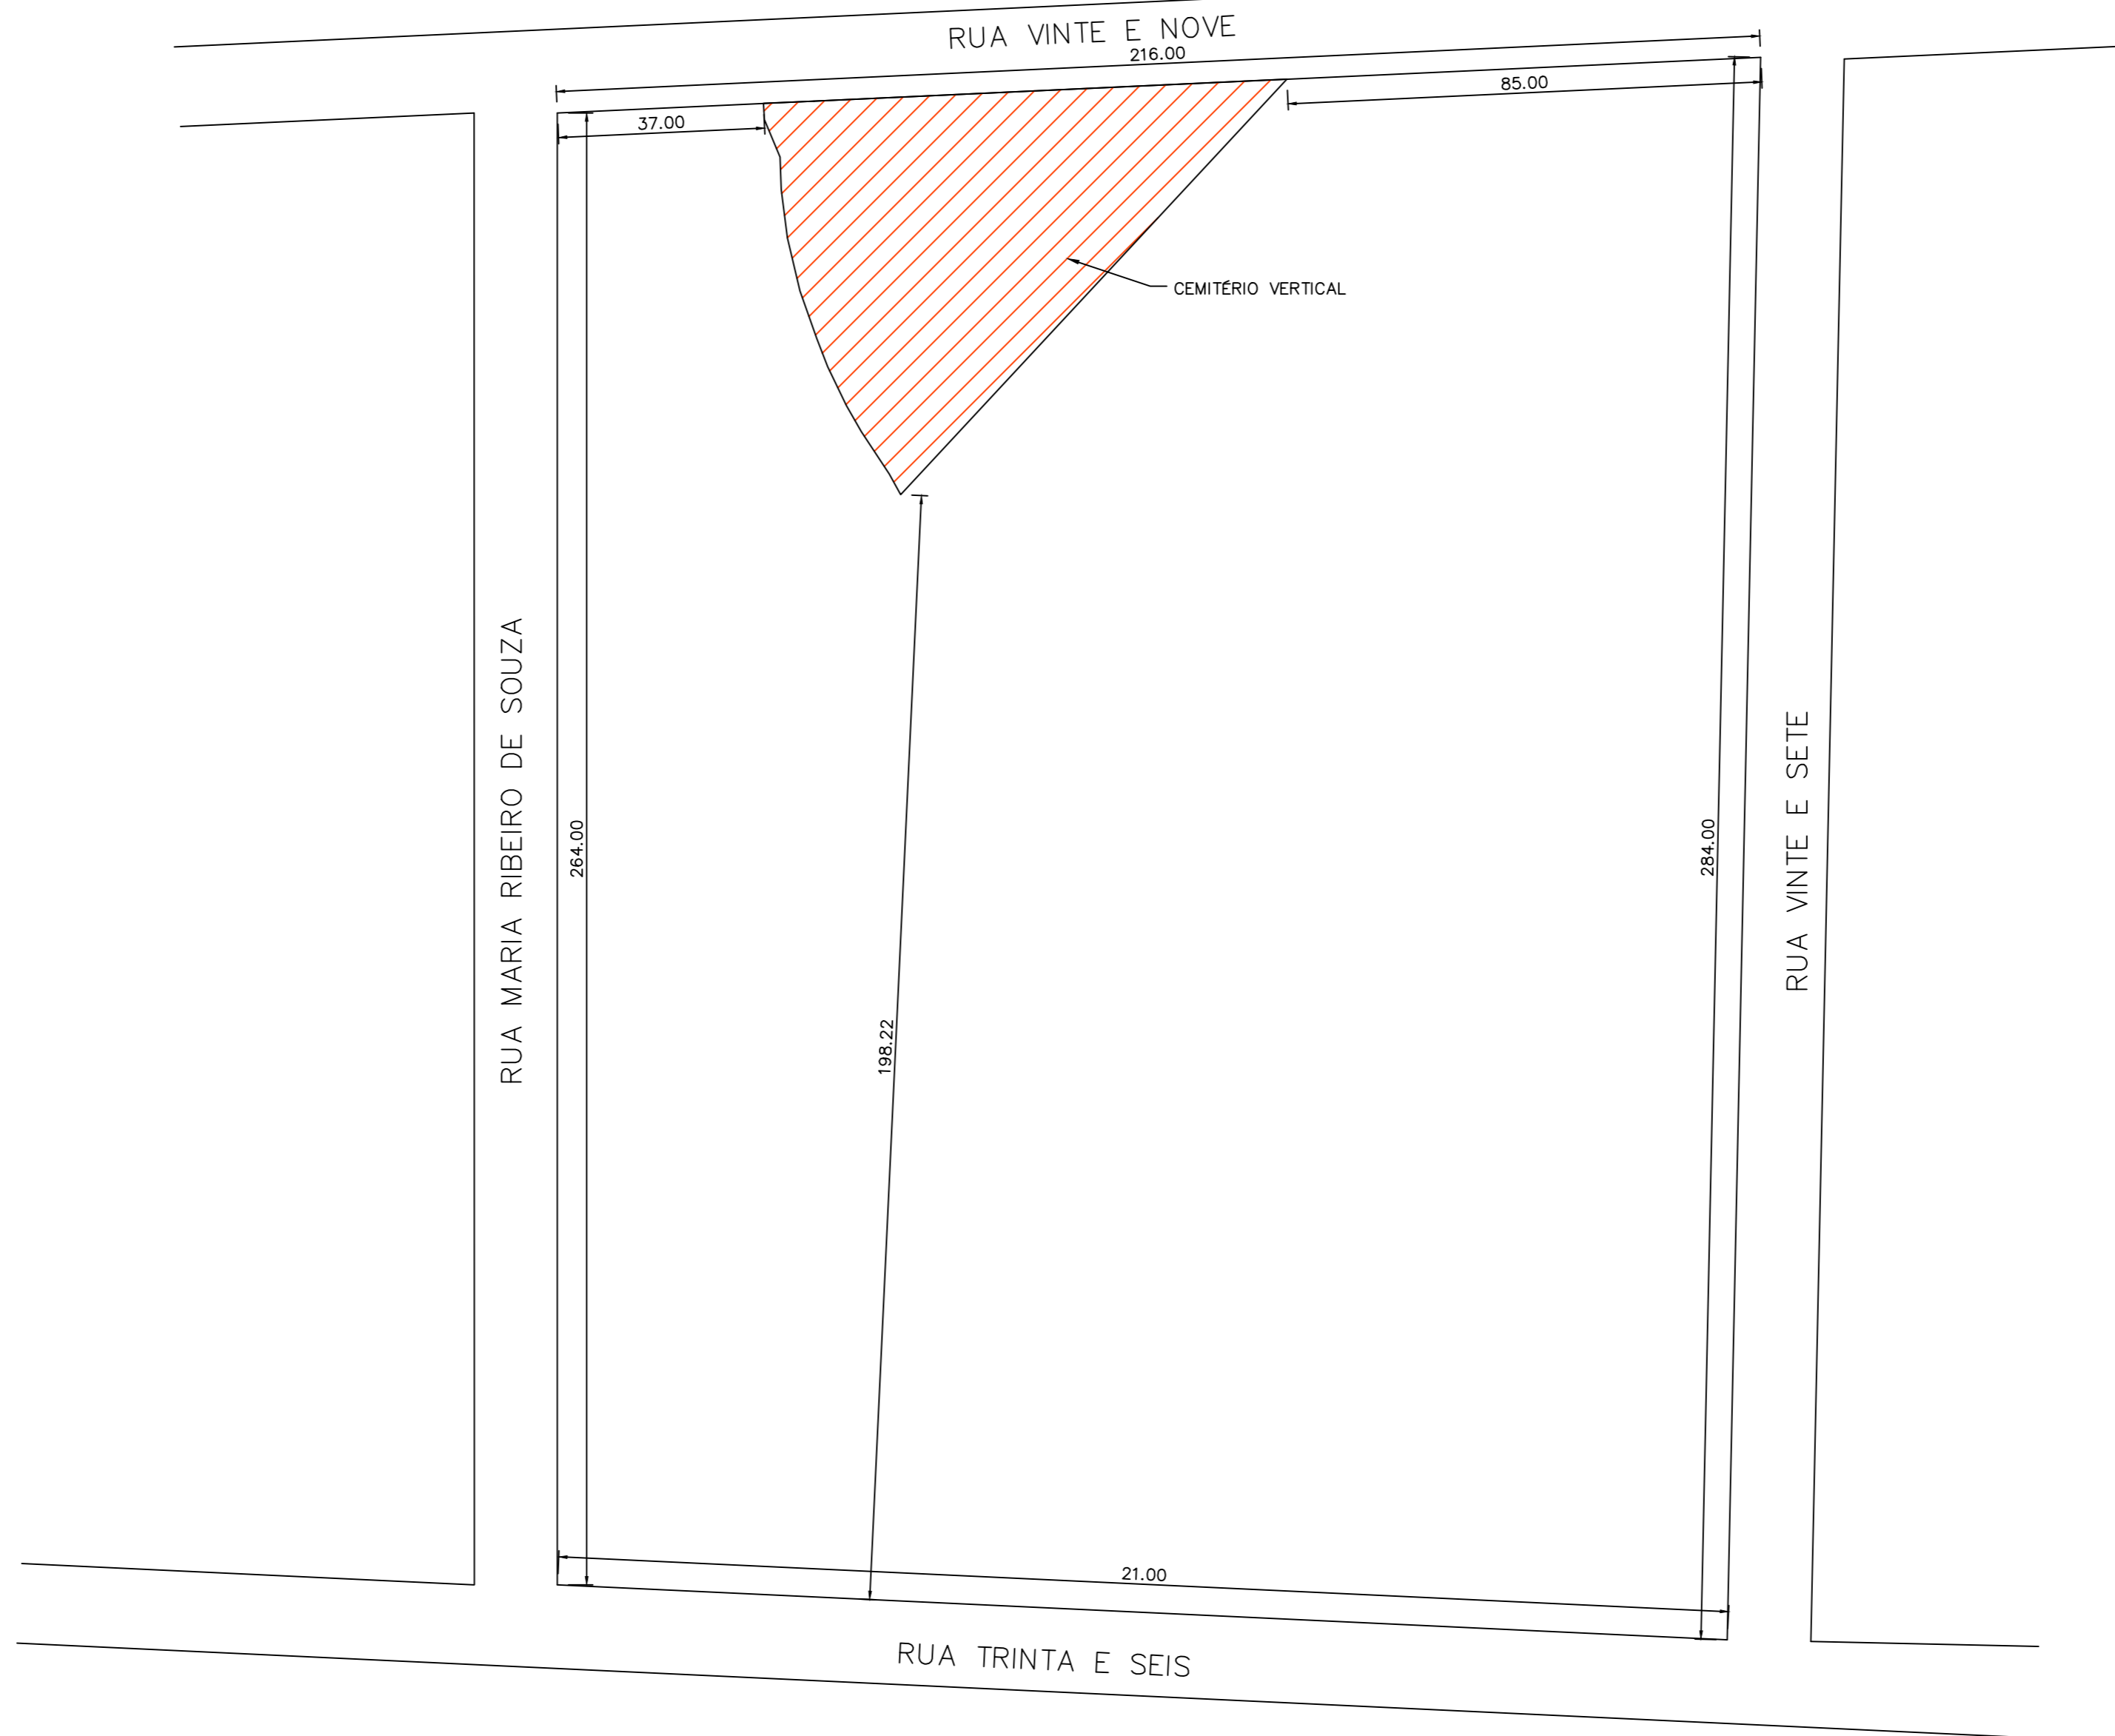 RUA VINTE E NOVE
216.00
85.00
37.00
CEMITÉRIO VERTICAL
RUA MARIA RIBEIRO DE SOUZA
264.00
198.22
284.00
RUA VINTE E SETE
21.00
RUA TRINTA E SEIS